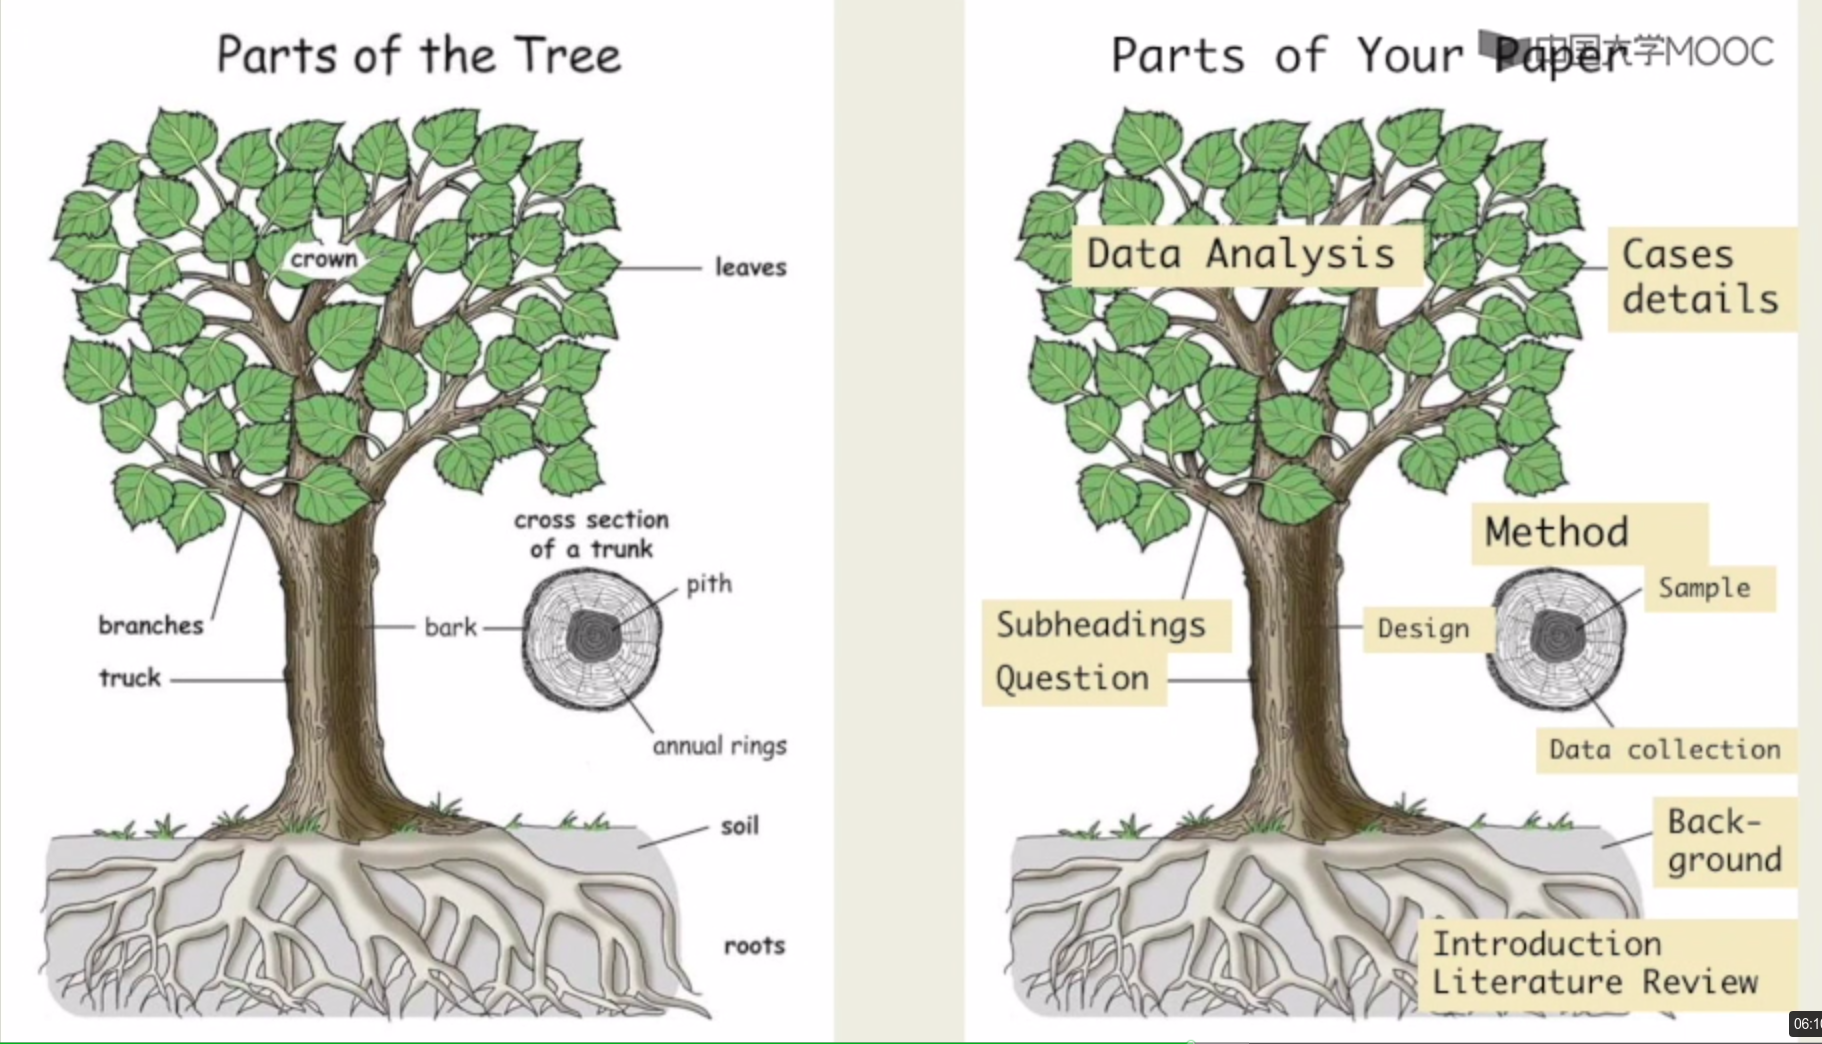 Parts of the Tree
crown
leaves
cross section
of a trunk
pith
branches
bark
truck
annual rings
soil
roots
Parts of Your Paper
中国大学MOOC
Data Analysis
Cases
details
Method
Sample
Subheadings
Design
Question
Data collection
Back-
ground
Introduction
Literature Review